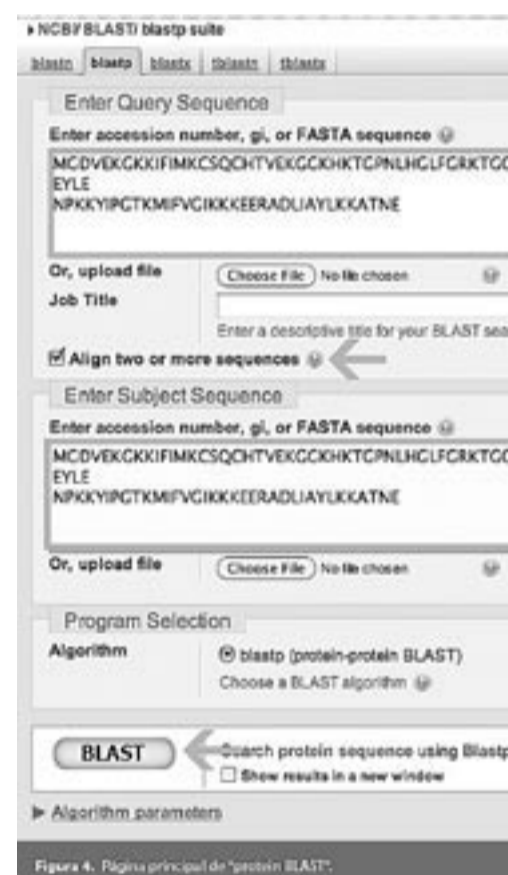 NCBI/ BLAST/ blastp suite
blastn blastp blastx tblastn tblastx
Enter Query Sequence
Enter accession number, gi, or FASTA sequence
MGDVEKGKKIFIMKCSQCHTVEKGGKHKTGPNLHGLFGRKTGQ
EYLE
NPKKYIPGTKMIFVGIKKKEERADLIAYLKKATNE
Or, upload file Choose File No file chosen
Job Title
Enter a descriptive title for your BLAST sea
Align two or more sequences
Enter Subject Sequence
Enter accession number, gi, or FASTA sequence
MGDVEKGKKIFIMKCSQCHTVEKGGKHKTGPNLHGLFGRKTGQ
EYLE
NPKKYIPGTKMIFVGIKKKEERADLIAYLKKATNE
Or, upload file Choose File No file chosen
Program Selection
Algorithm blastp (protein-protein BLAST)
Choose a BLAST algorithm
BLAST Search protein sequence using Blastp
Show results in a new window
Algorithm parameters
Figura 4. Página principal de "protein BLAST".